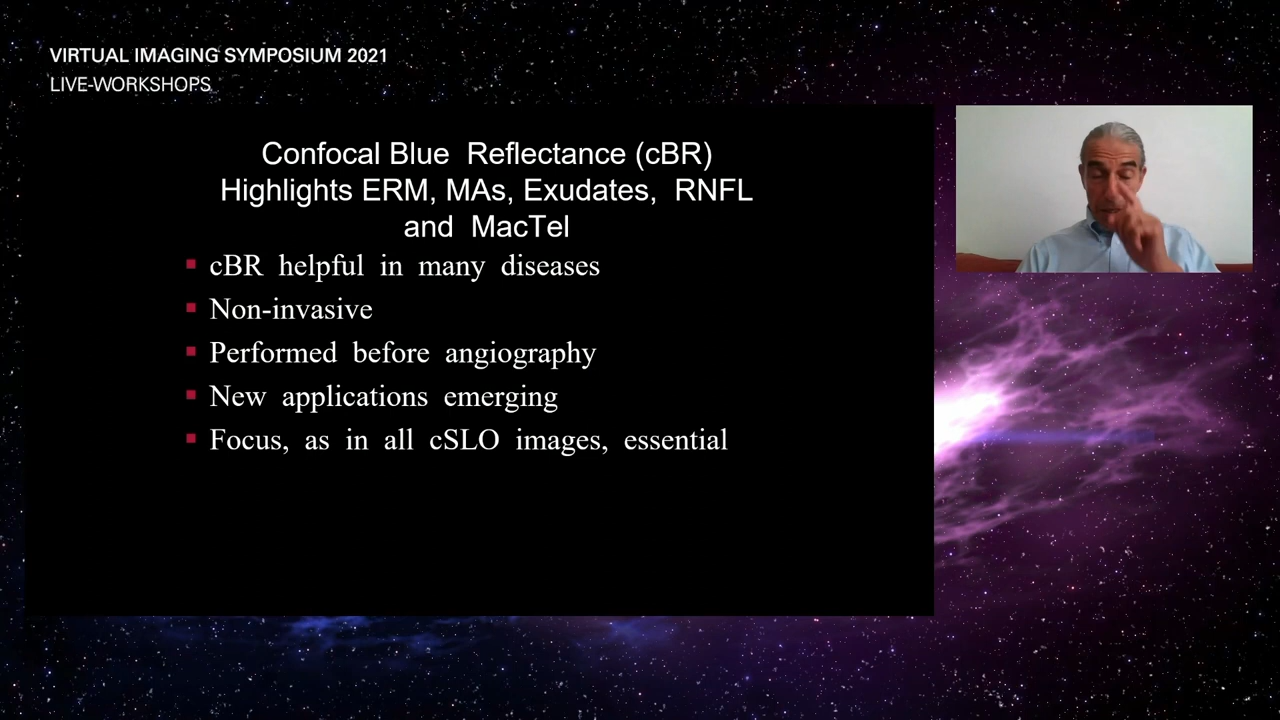 VIRTUAL IMAGING SYMPOSIUM 2021
LIVE-WORKSHOPS
Confocal Blue Reflectance (cBR)
Highlights ERM, MAs, Exudates, RNFL
and MacTel
cBR helpful in many diseases
Non-invasive
Performed before angiography
New applications emerging
Focus, as in all cSLO images, essential